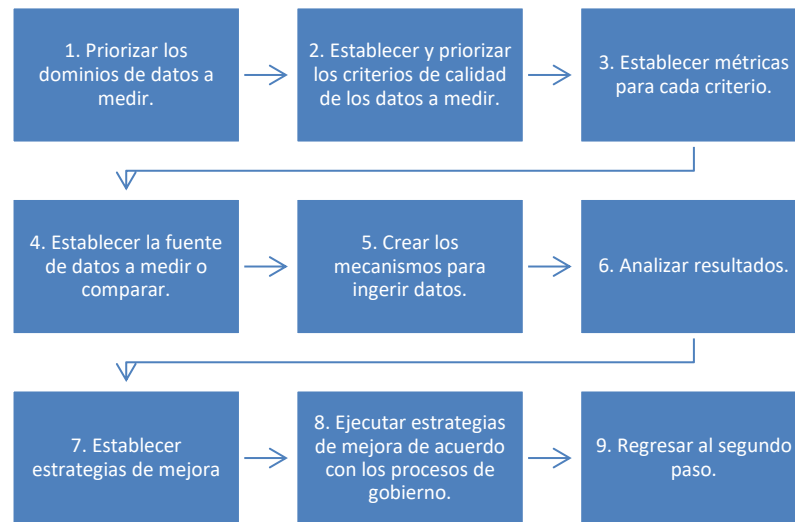 1. Priorizar los
dominios de datos a
medir.
2. Establecer y priorizar
los criterios de calidad
de los datos a medir.
3. Establecer métricas
para cada criterio.
4. Establecer la fuente
de datos a medir o
comparar.
5. Crear los
mecanismos para
ingerir datos.
6. Analizar resultados.
7. Establecer
estrategias de mejora
8. Ejecutar estrategias
de mejora de acuerdo
con los procesos de
gobierno.
9. Regresar al segundo
paso.